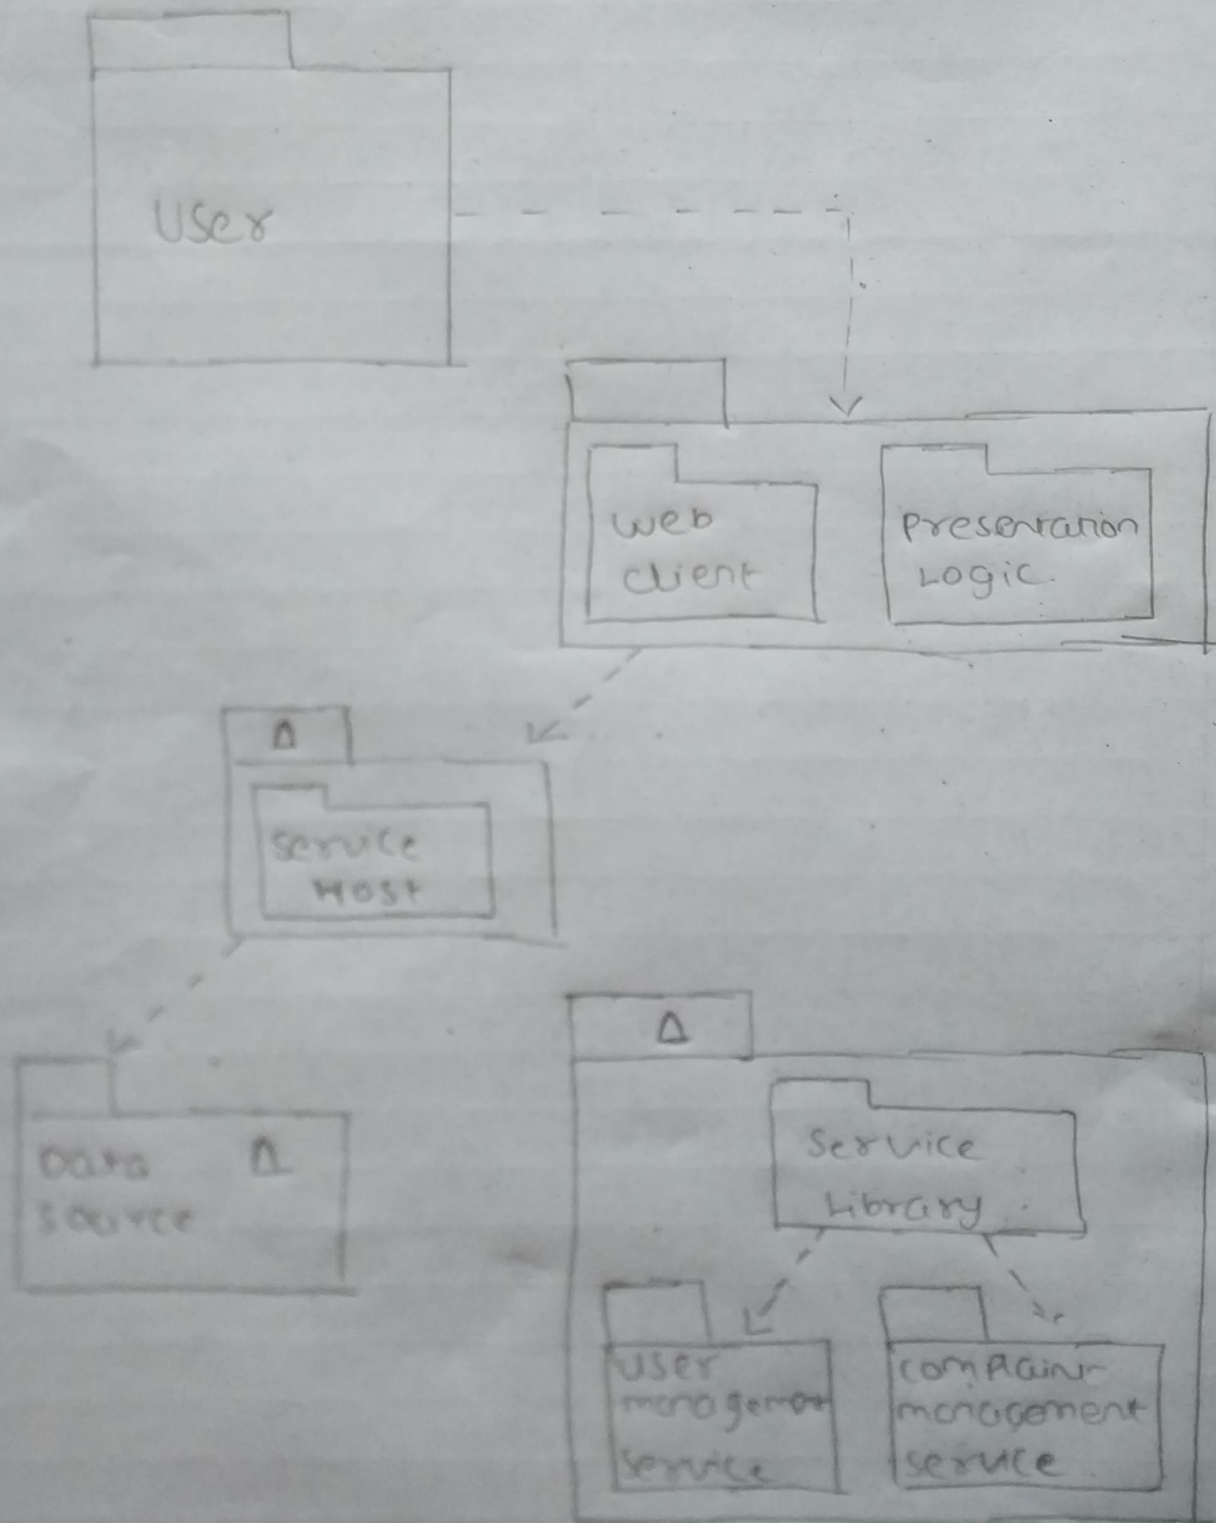 User
web
client
Presentation
Logic.
Service
Host
Data
source
Service
Library
user
management
service
complaint
management
service